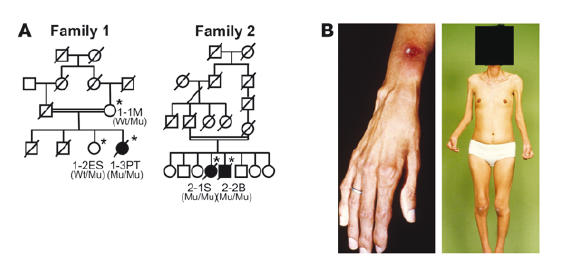 A Family 1 Family 2 B
*
1-1M
(Wt/Mu)
* * * *
1-2ES 1-3PT
(Wt/Mu) (Mu/Mu)
2-1S 2-2B
(Mu/Mu) (Mu/Mu)